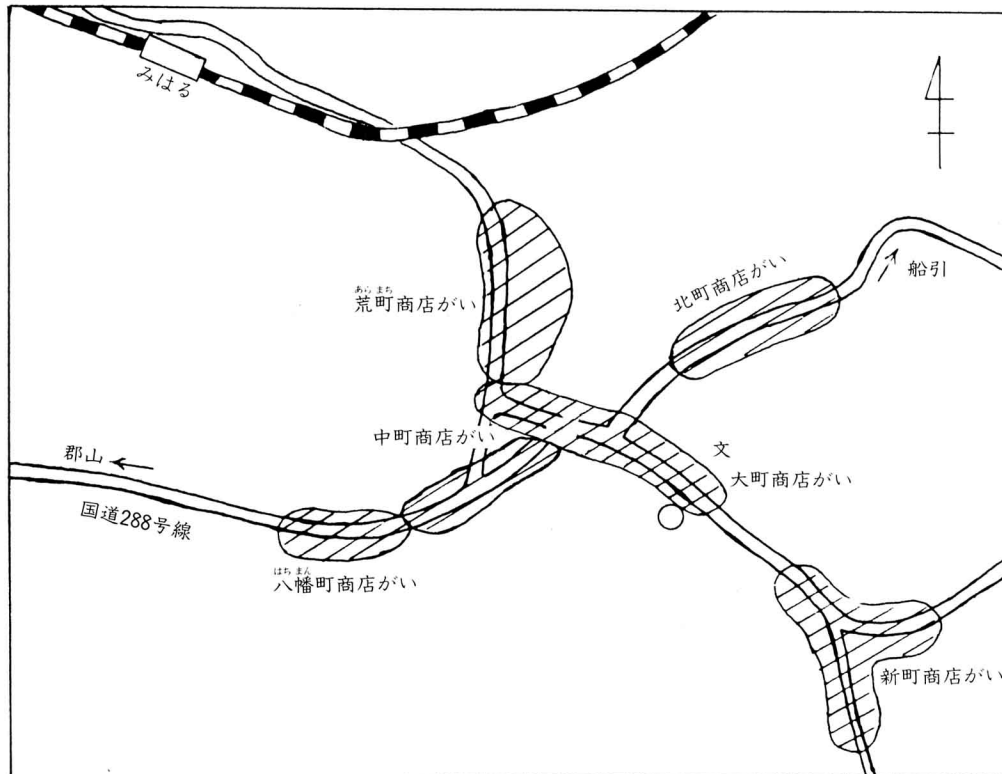 みはる
船引
北町商店がい
あらまち
荒町商店がい
中町商店がい
郡山
文
大町商店がい
国道288号線
はちまん
八幡町商店がい
新町商店がい